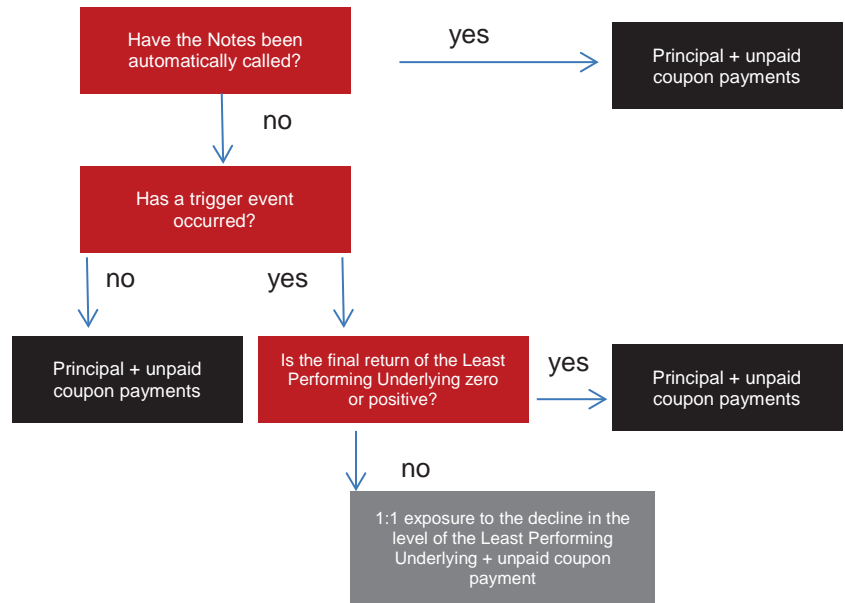 Have the Notes been
automatically called?
yes
Principal + unpaid
coupon payments
no
Has a trigger event
occurred?
no
yes
Principal + unpaid
coupon payments
Is the final return of the Least
Performing Underlying zero
or positive?
yes
Principal + unpaid
coupon payments
no
1:1 exposure to the decline in the
level of the Least Performing
Underlying + unpaid coupon
payment